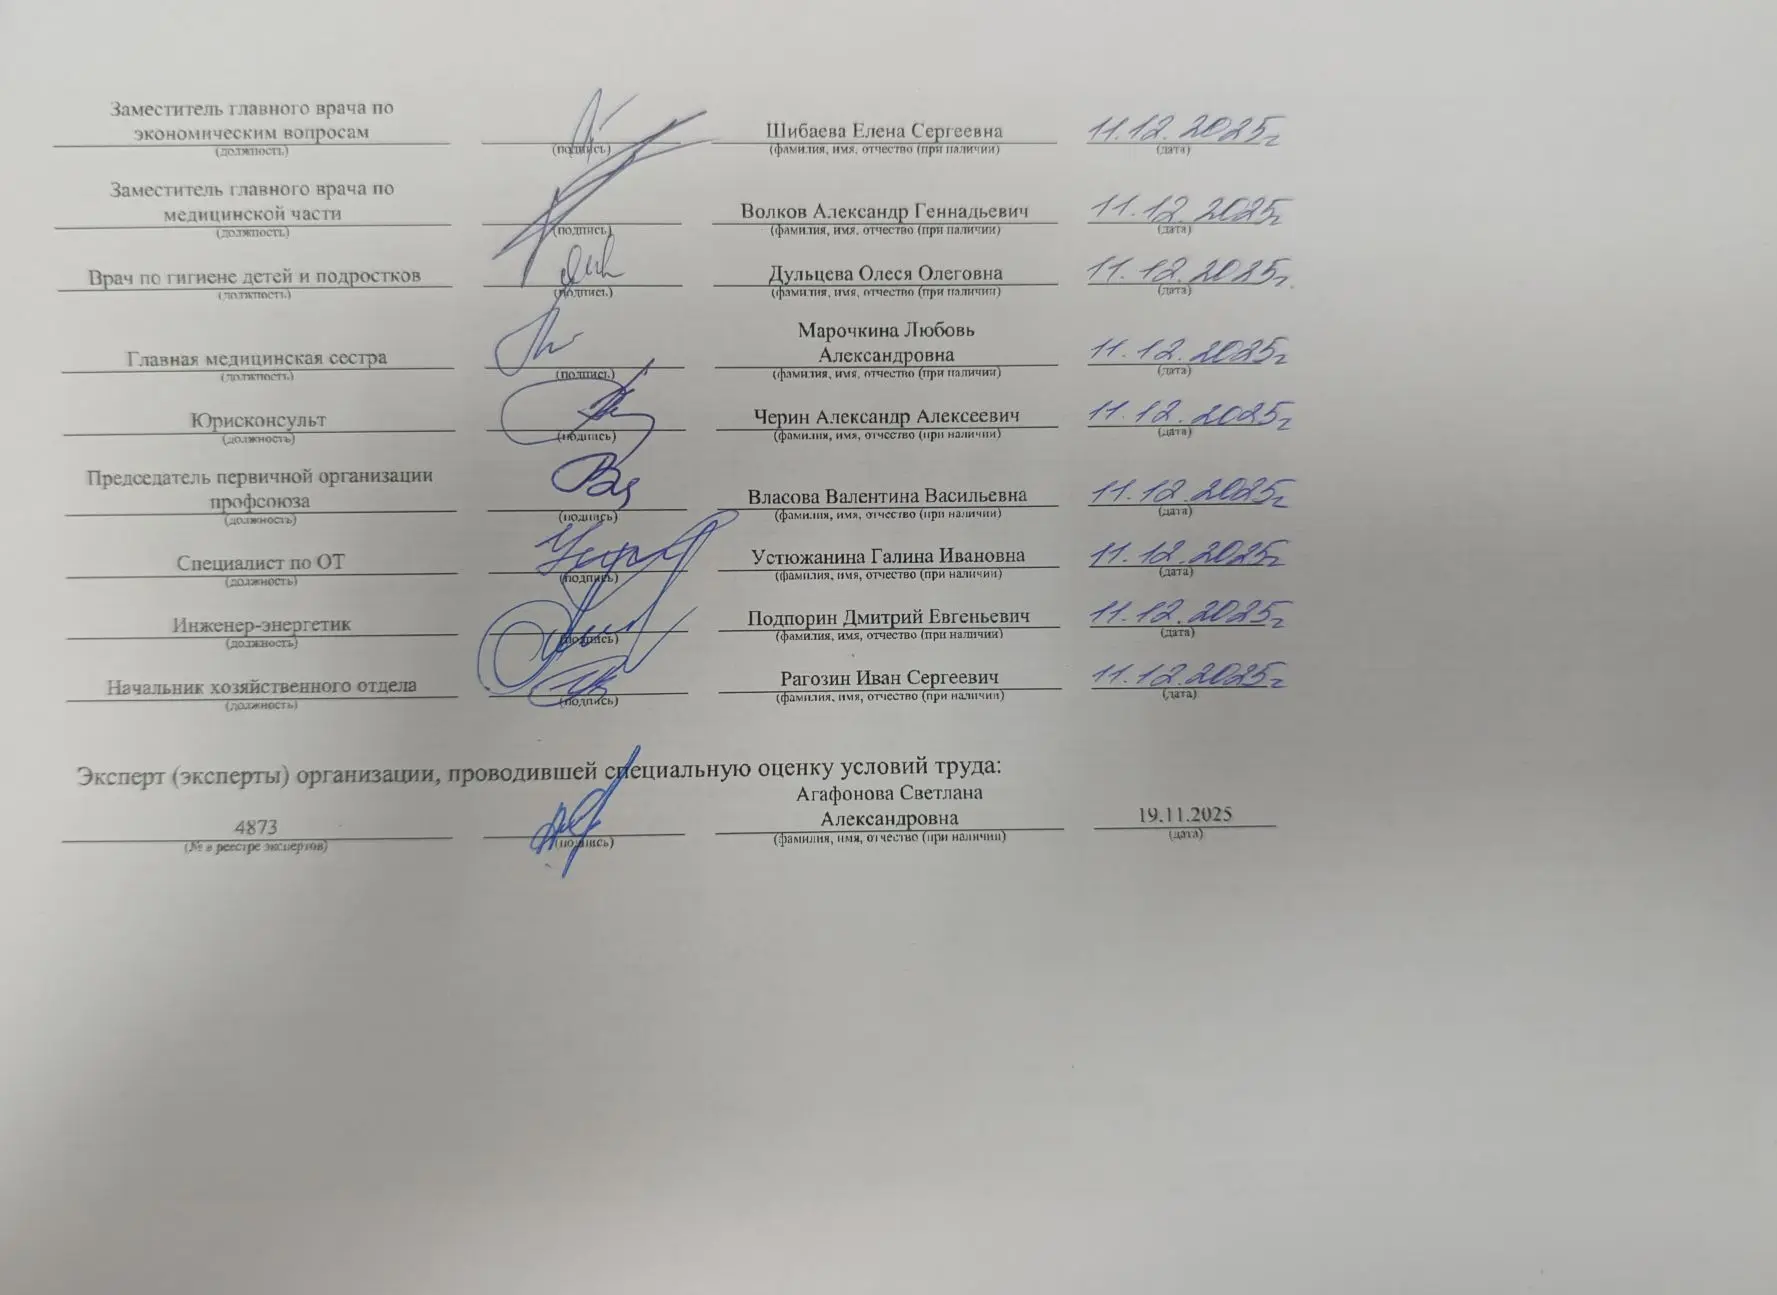 Заместитель главного врача по
экономическим вопросам
Шибаева Елена Сергеевна 11.12.2025г
(должность) (подпись) (фамилия, имя, отчество (при наличии) (дата)
Заместитель главного врача по
медицинской части
Волков Александр Геннадьевич 11.12.2025г
(должность) (подпись) (фамилия, имя, отчество (при наличии) (дата)
Врач по гигиене детей и подростков Дульцева Олеся Олеговна 11.12.2025г.
(должность) (подпись) (фамилия, имя, отчество (при наличии) (дата)
Главная медицинская сестра
Марочкина Любовь
Александровна
11.12.2025г
(должность) (подпись) (фамилия, имя, отчество (при наличии) (дата)
Юрисконсульт Черин Александр Алексеевич 11.12.2025г
(должность) (подпись) (фамилия, имя, отчество (при наличии) (дата)
Председатель первичной организации
профсоюза
Власова Валентина Васильевна 11.12.2025г
(должность) (подпись) (фамилия, имя, отчество (при наличии) (дата)
Специалист по ОТ Устюжанина Галина Ивановна 11.12.2025г
(должность) (подпись) (фамилия, имя, отчество (при наличии) (дата)
Инженер-энергетик Подпорин Дмитрий Евгеньевич 11.12.2025г
(должность) (подпись) (фамилия, имя, отчество (при наличии) (дата)
Начальник хозяйственного отдела Рагозин Иван Сергеевич 11.12.2025г
(должность) (подпись) (фамилия, имя, отчество (при наличии) (дата)
Эксперт (эксперты) организации, проводившей специальную оценку условий труда:
4873
Агафонова Светлана
Александровна
19.11.2025
(№ в реестре экспертов) (подпись) (фамилия, имя, отчество (при наличии) (дата)